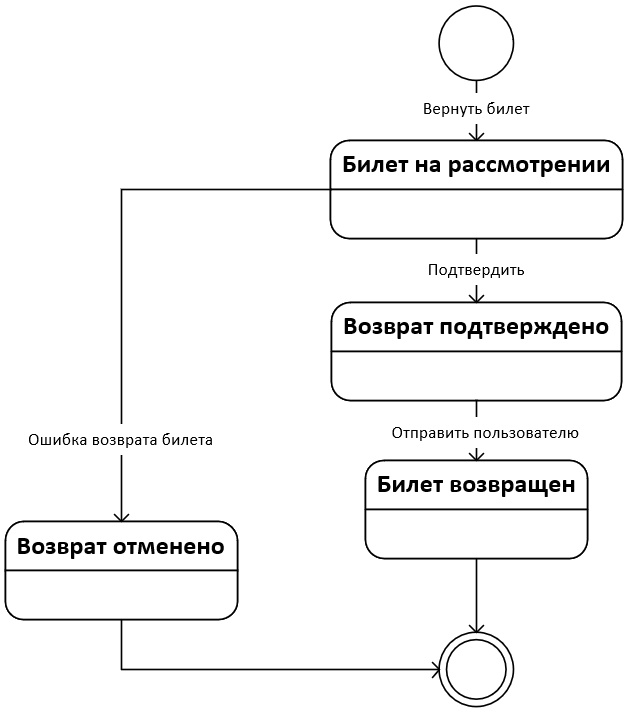 Вернуть билет
Билет на рассмотрении
Подтвердить
Возврат подтверждено
Отправить пользователю
Ошибка возврата билета
Билет возвращен
Возврат отменено